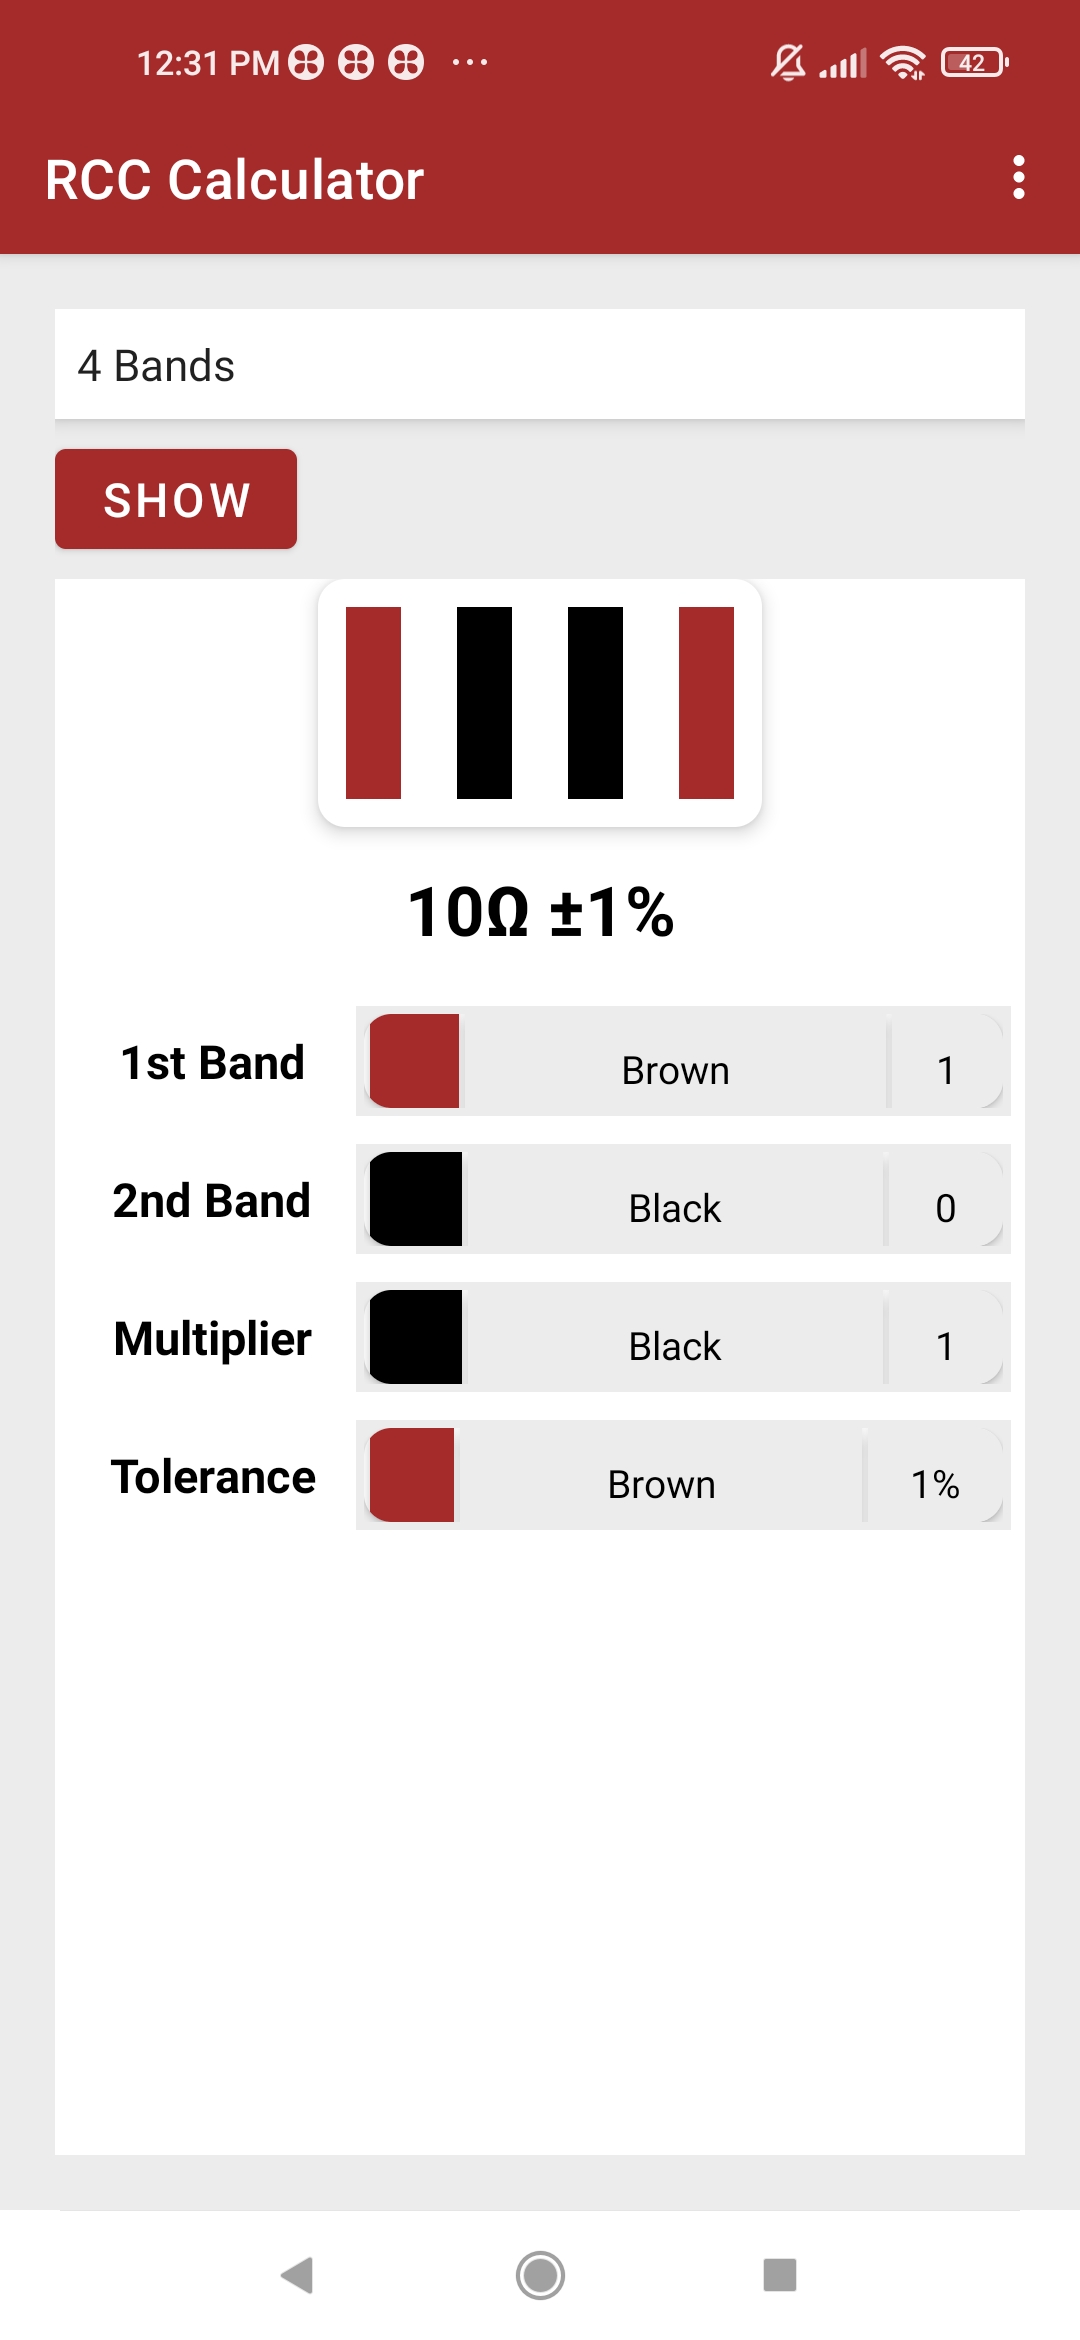 12:31 PM ... 42
RCC Calculator
4 Bands
SHOW
10Ω ±1%
1st Band Brown 1
2nd Band Black 0
Multiplier Black 1
Tolerance Brown 1%